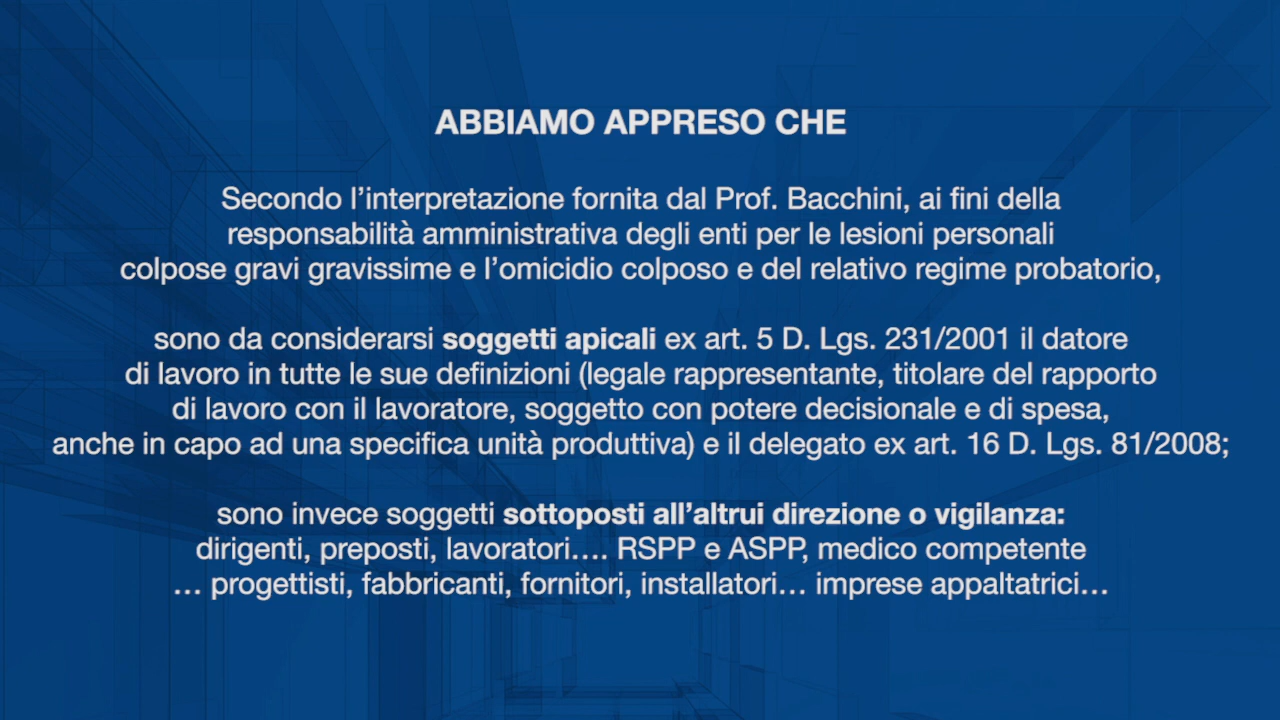 ABBIAMO APPRESO CHE
Secondo l’interpretazione fornita dal Prof. Bacchini, ai fini della
responsabilità amministrativa degli enti per le lesioni personali
colpose gravi gravissime e l’omicidio colposo e del relativo regime probatorio,
sono da considerarsi soggetti apicali ex art. 5 D. Lgs. 231/2001 il datore
di lavoro in tutte le sue definizioni (legale rappresentante, titolare del rapporto
di lavoro con il lavoratore, soggetto con potere decisionale e di spesa,
anche in capo ad una specifica unità produttiva) e il delegato ex art. 16 D. Lgs. 81/2008;
sono invece soggetti sottoposti all’altrui direzione o vigilanza:
dirigenti, preposti, lavoratori…. RSPP e ASPP, medico competente
… progettisti, fabbricanti, fornitori, installatori… imprese appaltatrici…